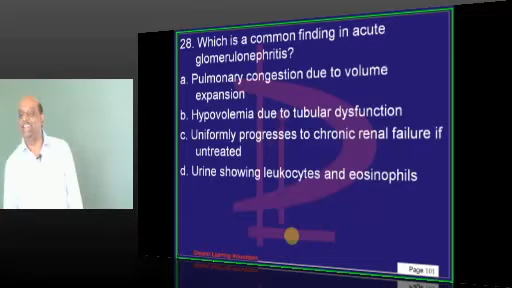 28. Which is a common finding in acute
glomerulonephritis?
a. Pulmonary congestion due to volume
expansion
b. Hypovolemia due to tubular dysfunction
c. Uniformly progresses to chronic renal failure if
untreated
d. Urine showing leukocytes and eosinophils
Page 101